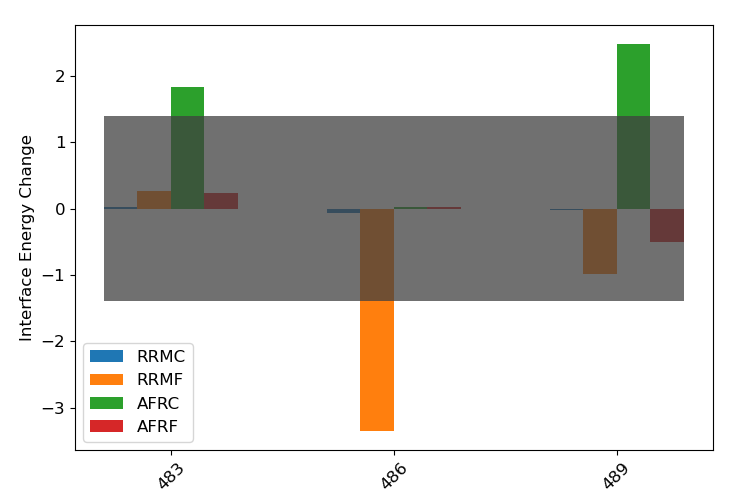 2
1
0
−1
−2
−3
Interface Energy Change
RRMC
RRMF
AFRC
AFRF
483
486
489